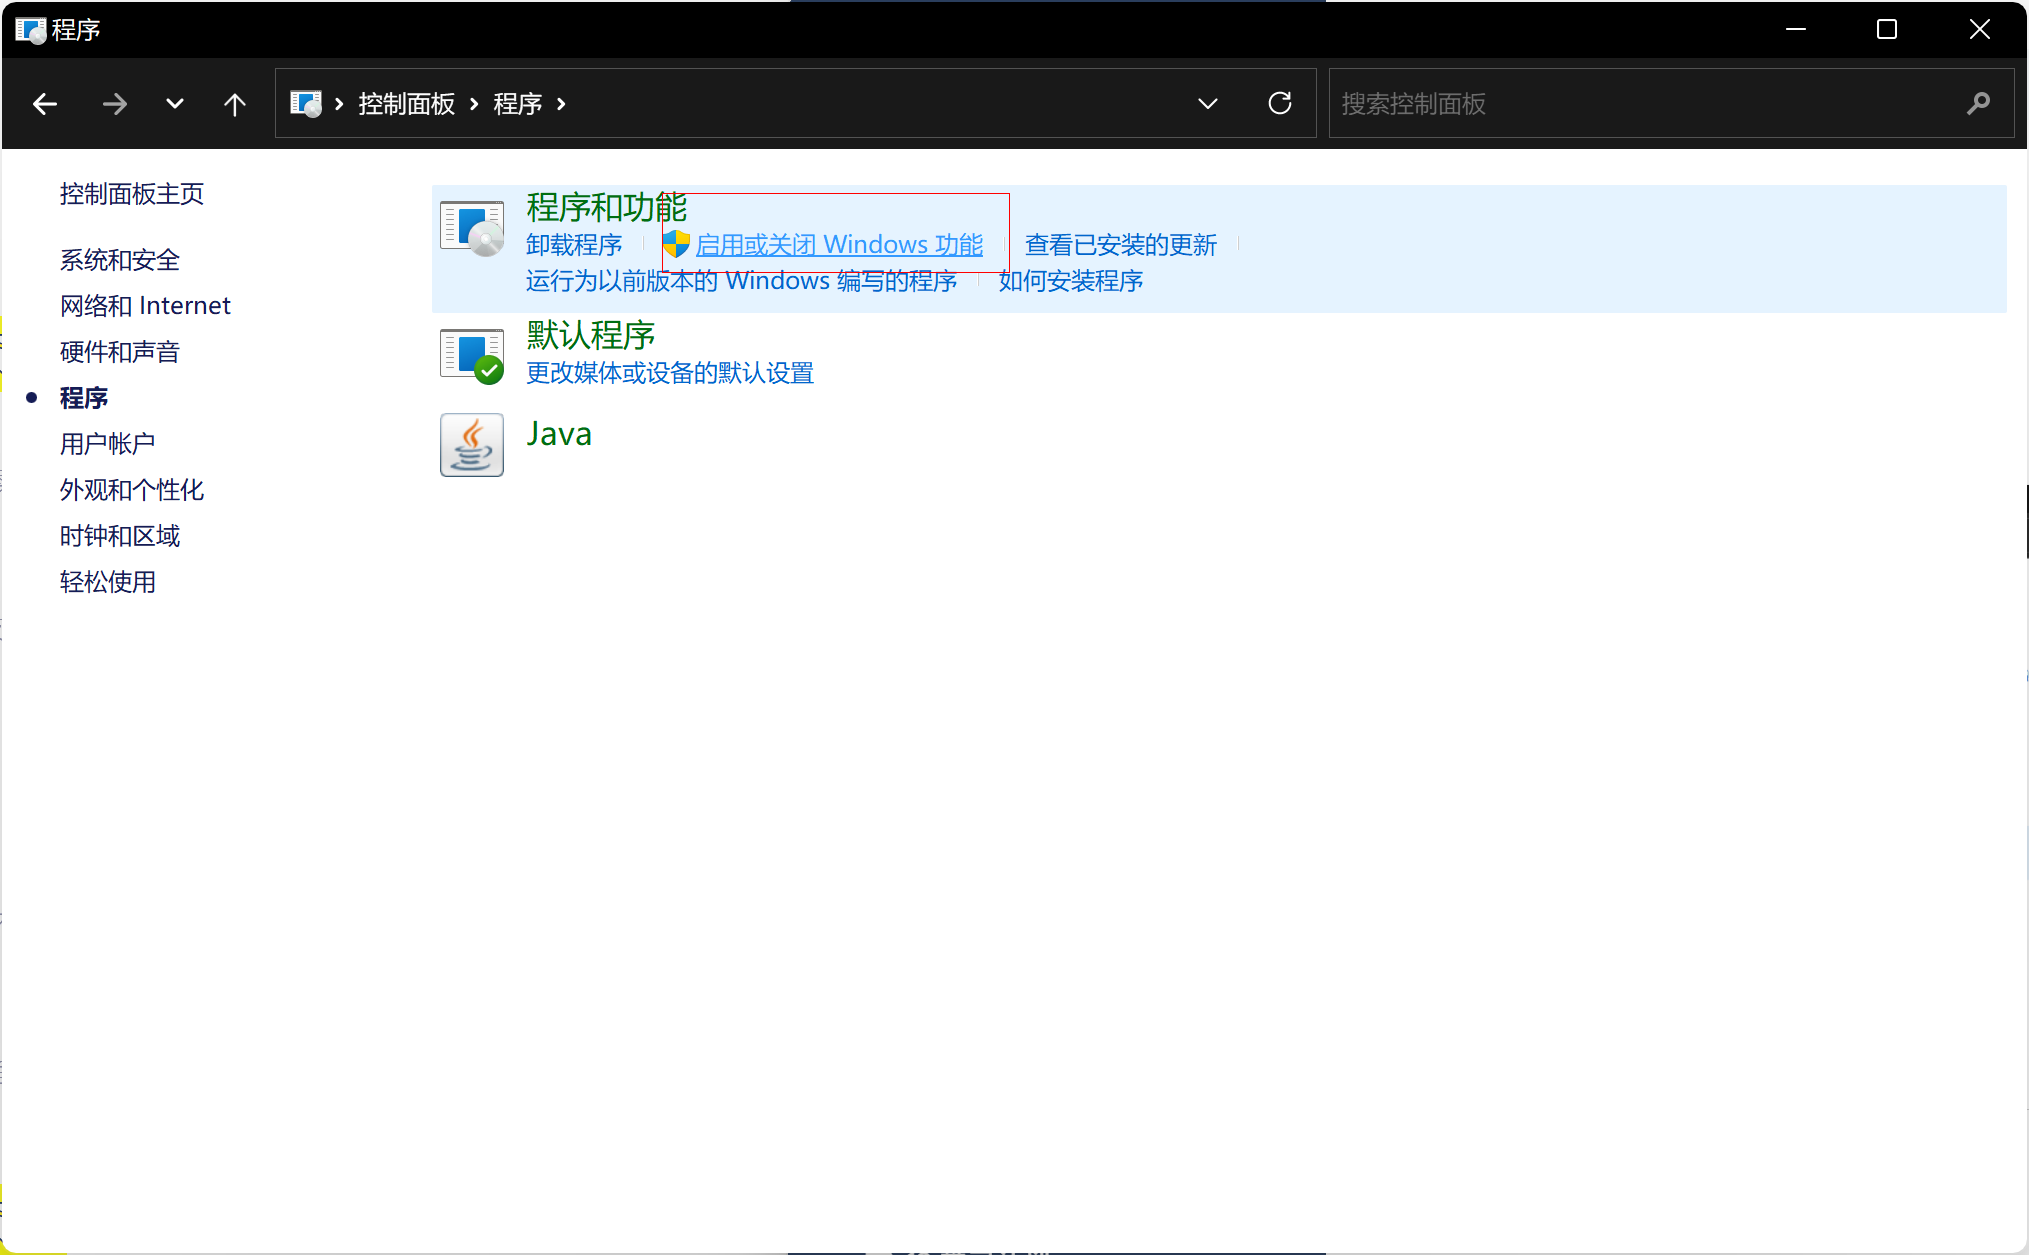 程序
控制面板 程序
搜索控制面板
控制面板主页
系统和安全
网络和 Internet
硬件和声音
程序
用户帐户
外观和个性化
时钟和区域
轻松使用
程序和功能
卸载程序 启用或关闭 Windows 功能 查看已安装的更新
运行为以前版本的 Windows 编写的程序 如何安装程序
默认程序
更改媒体或设备的默认设置
Java